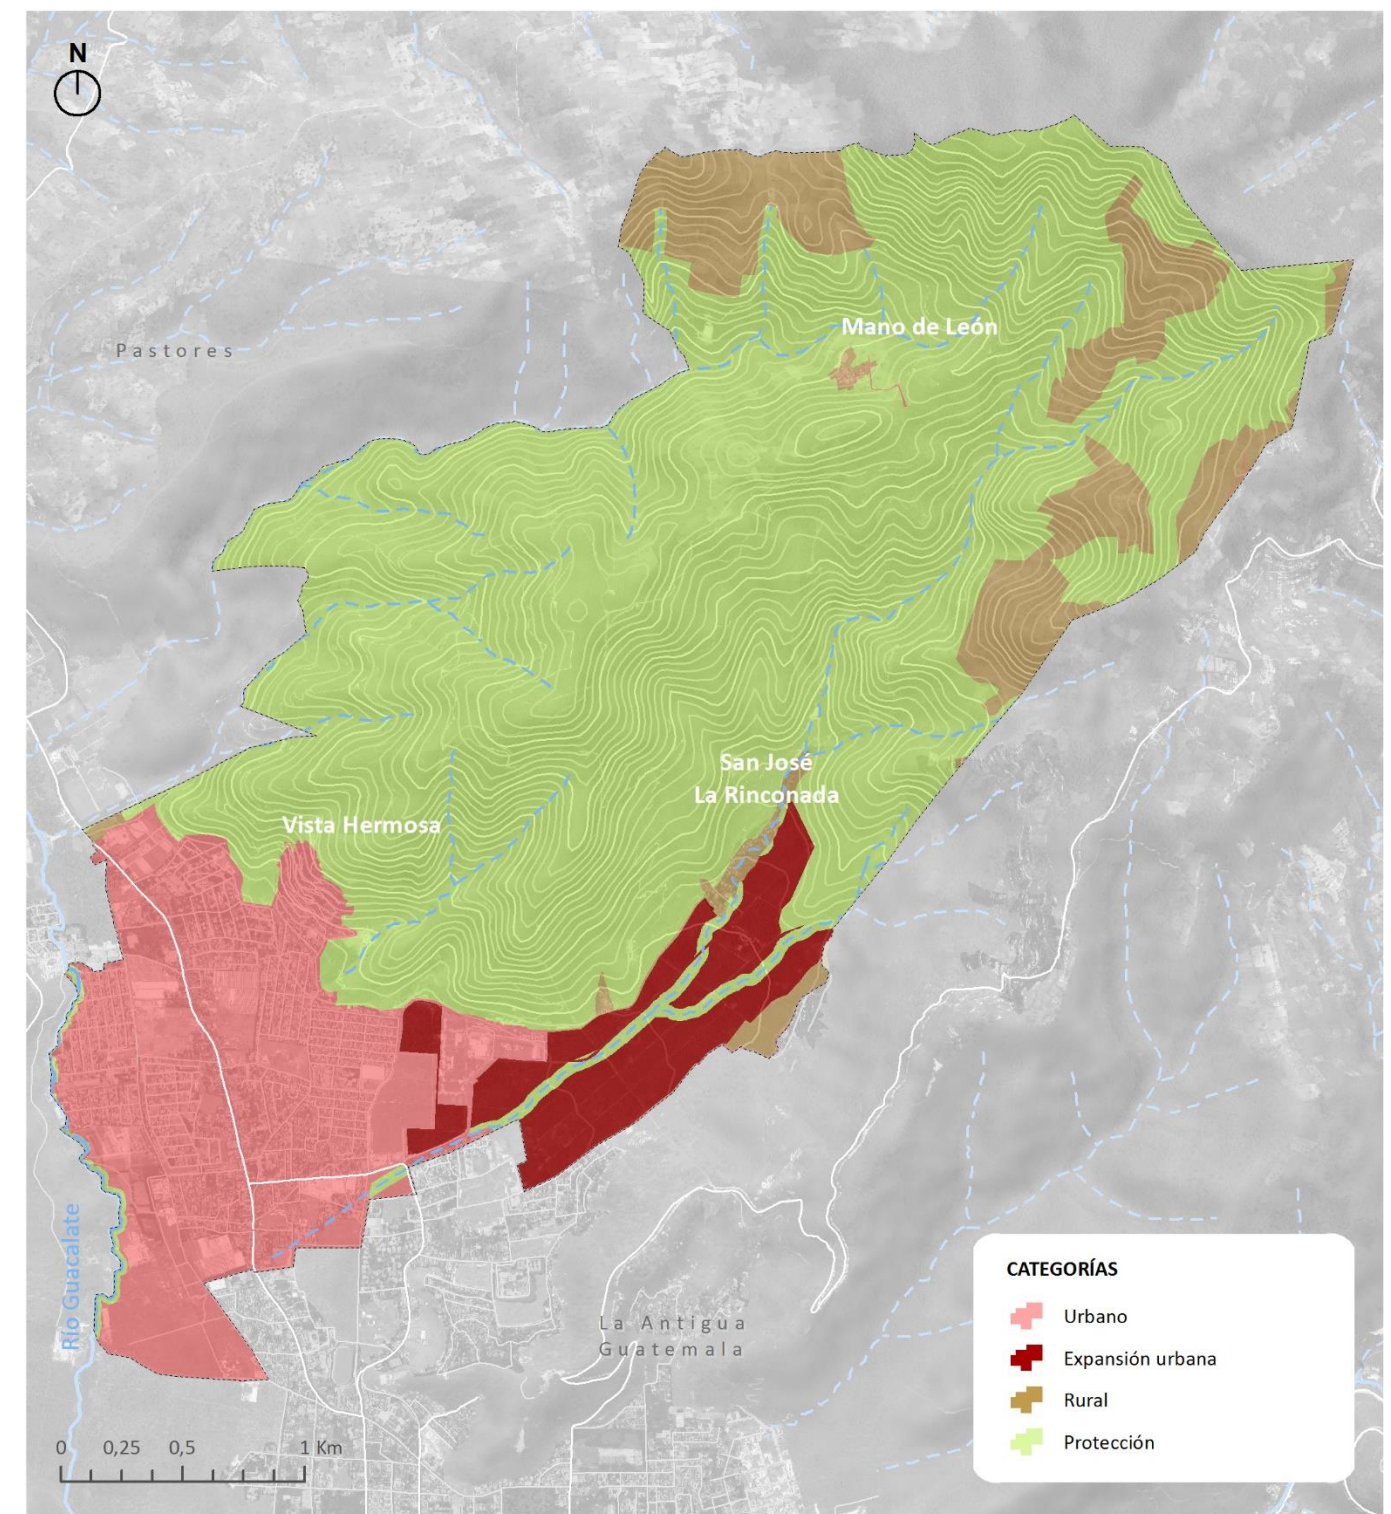 N
Mano de León
Pastores
San José
La Rinconada
Vista Hermosa
Río Guacalate
La Antigua
Guatemala
CATEGORÍAS
Urbano
Expansión urbana
Rural
Protección
0 0,25 0,5 1 Km